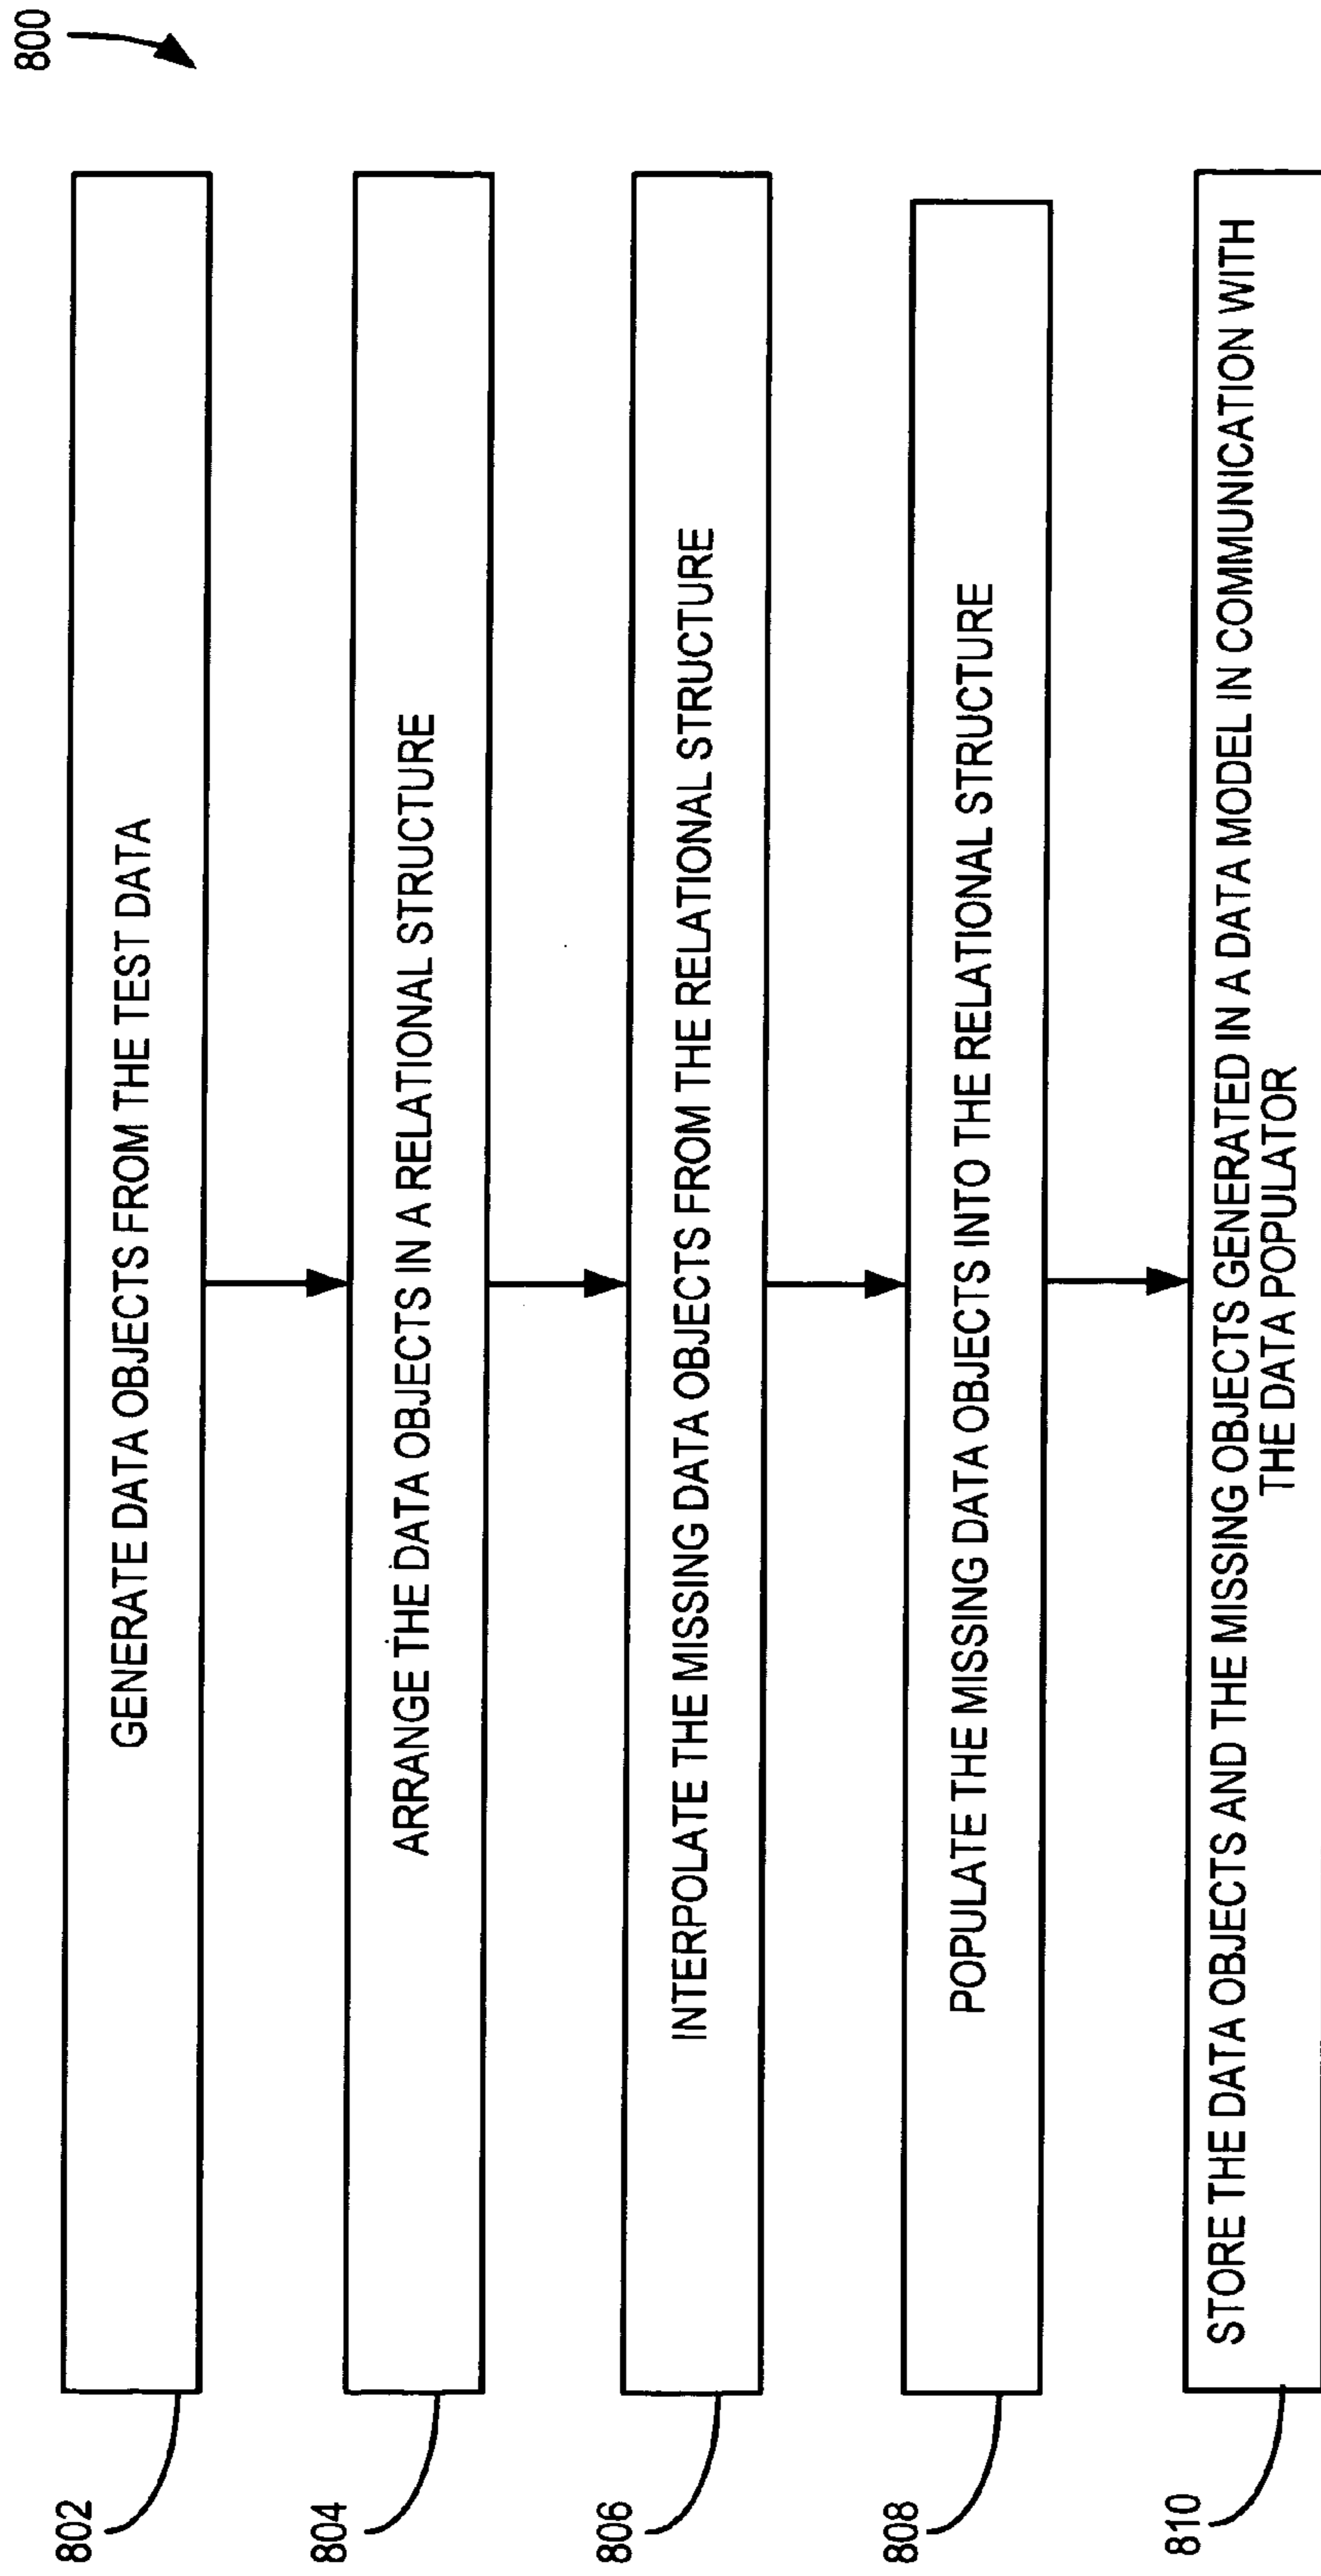 800
802
GENERATE DATA OBJECTS FROM THE TEST DATA
804
ARRANGE THE DATA OBJECTS IN A RELATIONAL STRUCTURE
806
INTERPOLATE THE MISSING DATA OBJECTS FROM THE RELATIONAL STRUCTURE
808
POPULATE THE MISSING DATA OBJECTS INTO THE RELATIONAL STRUCTURE
810
STORE THE DATA OBJECTS AND THE MISSING OBJECTS GENERATED IN A DATA MODEL IN COMMUNICATION WITH
THE DATA POPULATOR